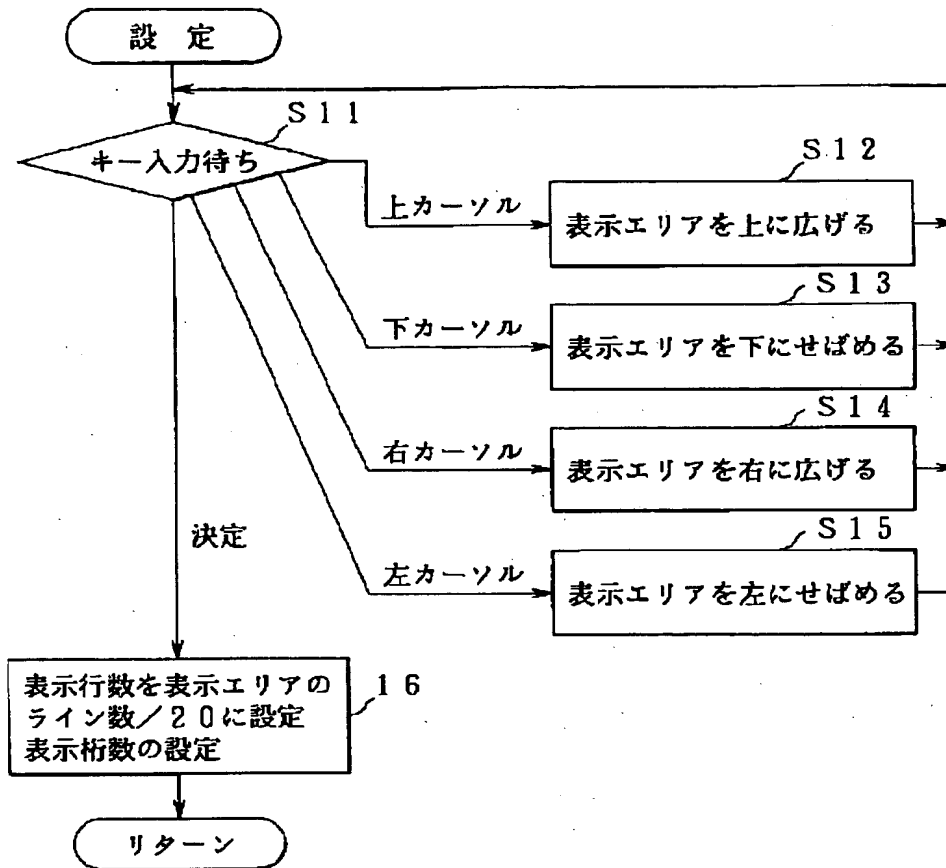 設 定
S11
キー入力待ち
S12
上カーソル
表示エリアを上に広げる
S13
下カーソル
表示エリアを下にせばめる
S14
右カーソル
表示エリアを右に広げる
S15
左カーソル
表示エリアを左にせばめる
決定
16
表示行数を表示エリアの
ライン数/20に設定
表示桁数の設定
リターン